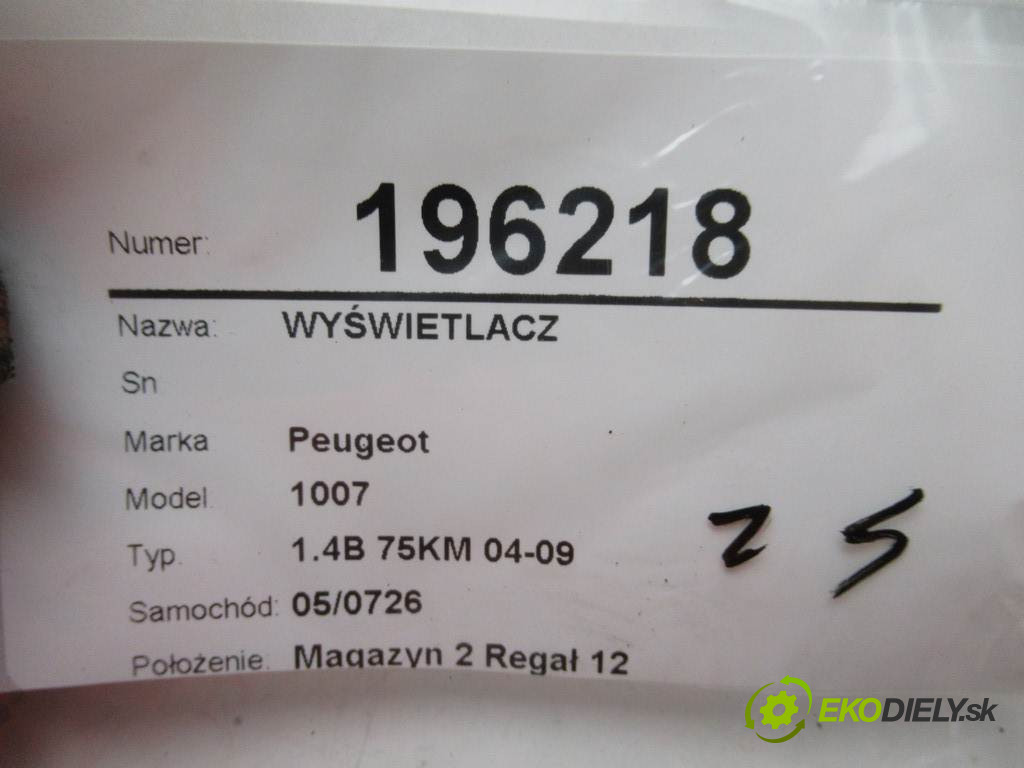 Numer: 196218
Nazwa: WYŚWIETLACZ
Sn
Marka Peugeot
Model. 1007
Typ. 1.4B 75KM 04-09
Samochód: 05/0726
Położenie: Magazyn 2 Regał 12
2 5
EKODIELY.sk